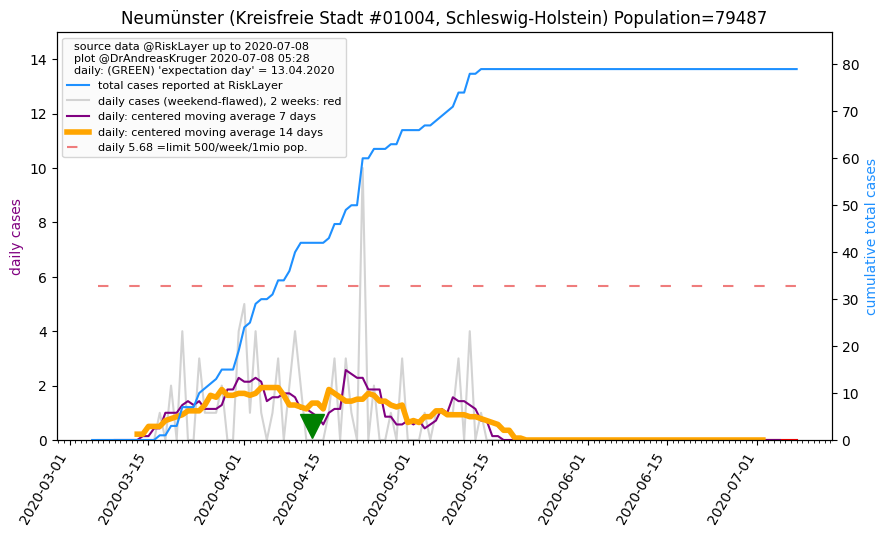 Neumünster (Kreisfreie Stadt #01004, Schleswig-Holstein) Population=79487
source data @RiskLayer up to 2020-07-08
plot @DrAndreasKruger 2020-07-08 05:28
daily: (GREEN) 'expectation day' = 13.04.2020
total cases reported at RiskLayer
daily cases (weekend-flawed), 2 weeks: red
daily: centered moving average 7 days
daily: centered moving average 14 days
daily 5.68 =limit 500/week/1mio pop.
daily cases
14
12
10
8
6
4
2
0
cumulative total cases
80
70
60
50
40
30
20
10
0
2020-03-01
2020-03-15
2020-04-01
2020-04-15
2020-05-01
2020-05-15
2020-06-01
2020-06-15
2020-07-01